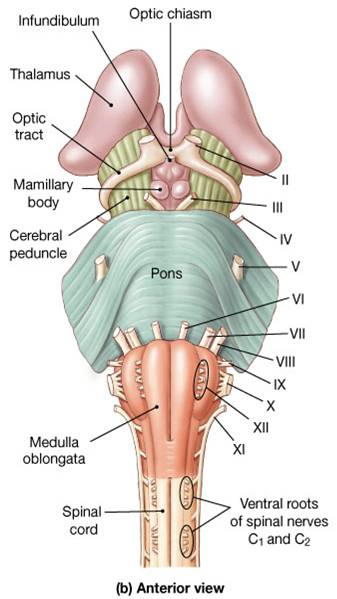 Optic chiasm
Infundibulum
Thalamus
Optic
tract
II
Mamillary
body
III
Cerebral
peduncle
IV
V
Pons
VI
VII
VIII
IX
X
XII
XI
Medulla
oblongata
Spinal
cord
Ventral roots
of spinal nerves
C₁ and C₂
(b) Anterior view